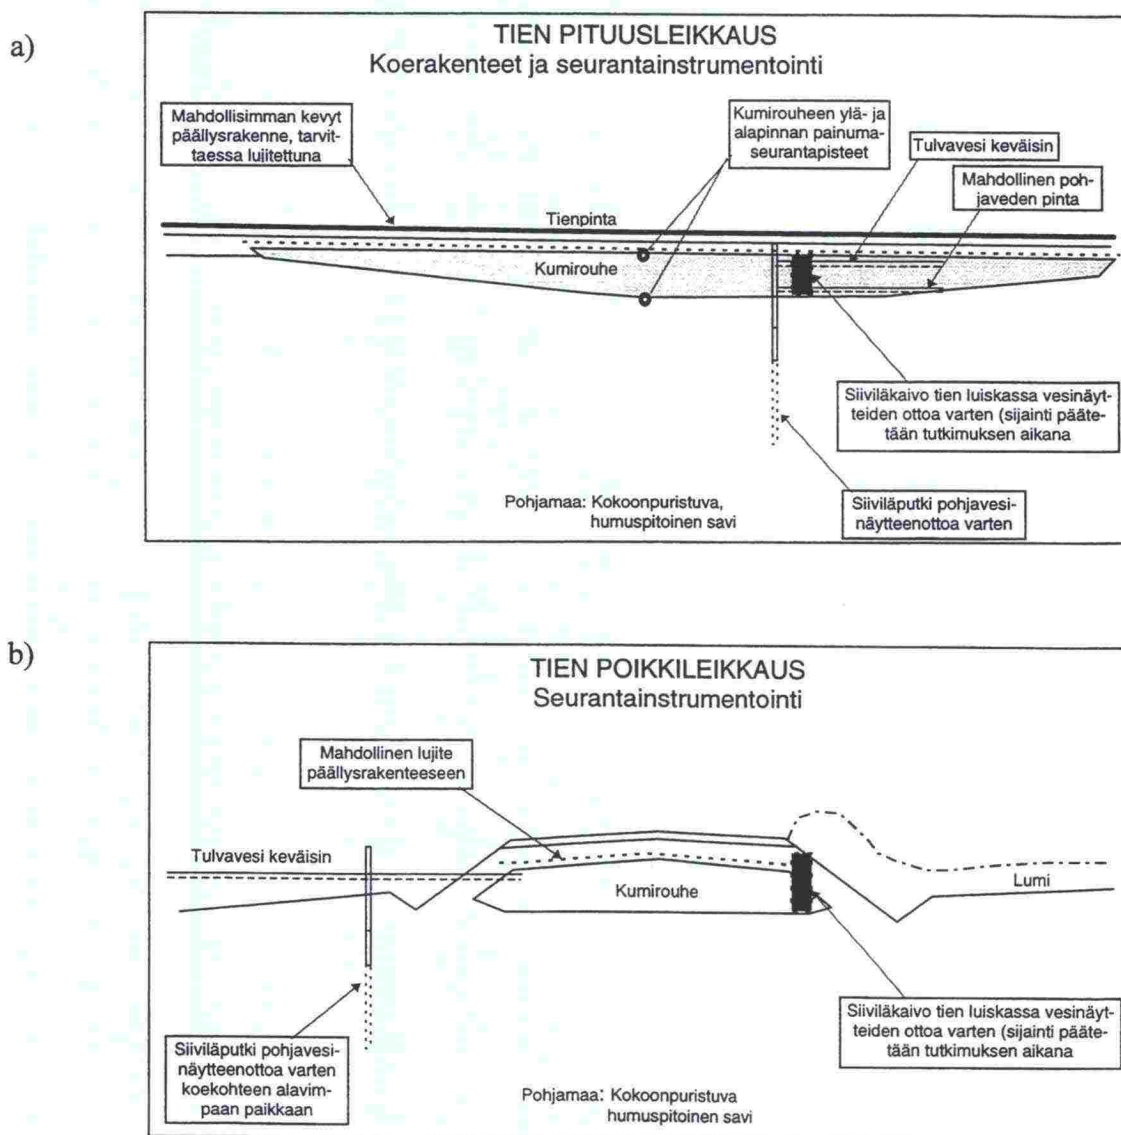 a)
TIEN PITUUSLEIKKAUS
Koerakenteet ja seurantainstrumentointi
Mahdollisimman kevyt
päällysrakenne, tarvit-
taessa lujitettuna
Kumirouheen ylä- ja
alapinnan painuma-
seurantapisteet
Tulvavesi keväisin
Mahdollinen poh-
javeden pinta
Tienpinta
Kumirouhe
Siiviläkaivo tien luiskassa vesinäyt-
teiden ottoa varten (sijainti pääte-
tään tutkimuksen aikana
Pohjamaa: Kokoonpuristuva,
humuspitoinen savi
Siiviläputki pohjavesi-
näytteenottoa varten
b)
TIEN POIKKILEIKKAUS
Seurantainstrumentointi
Mahdollinen lujite
päällysrakenteeseen
Tulvavesi keväisin
Kumirouhe
Lumi
Siiviläputki pohjavesi-
näytteenottoa varten
koekohteen alavim-
paan paikkaan
Siiviläkaivo tien luiskassa vesinäyt-
teiden ottoa varten (sijainti pääte-
tään tutkimuksen aikana
Pohjamaa: Kokoonpuristuva
humuspitoinen savi